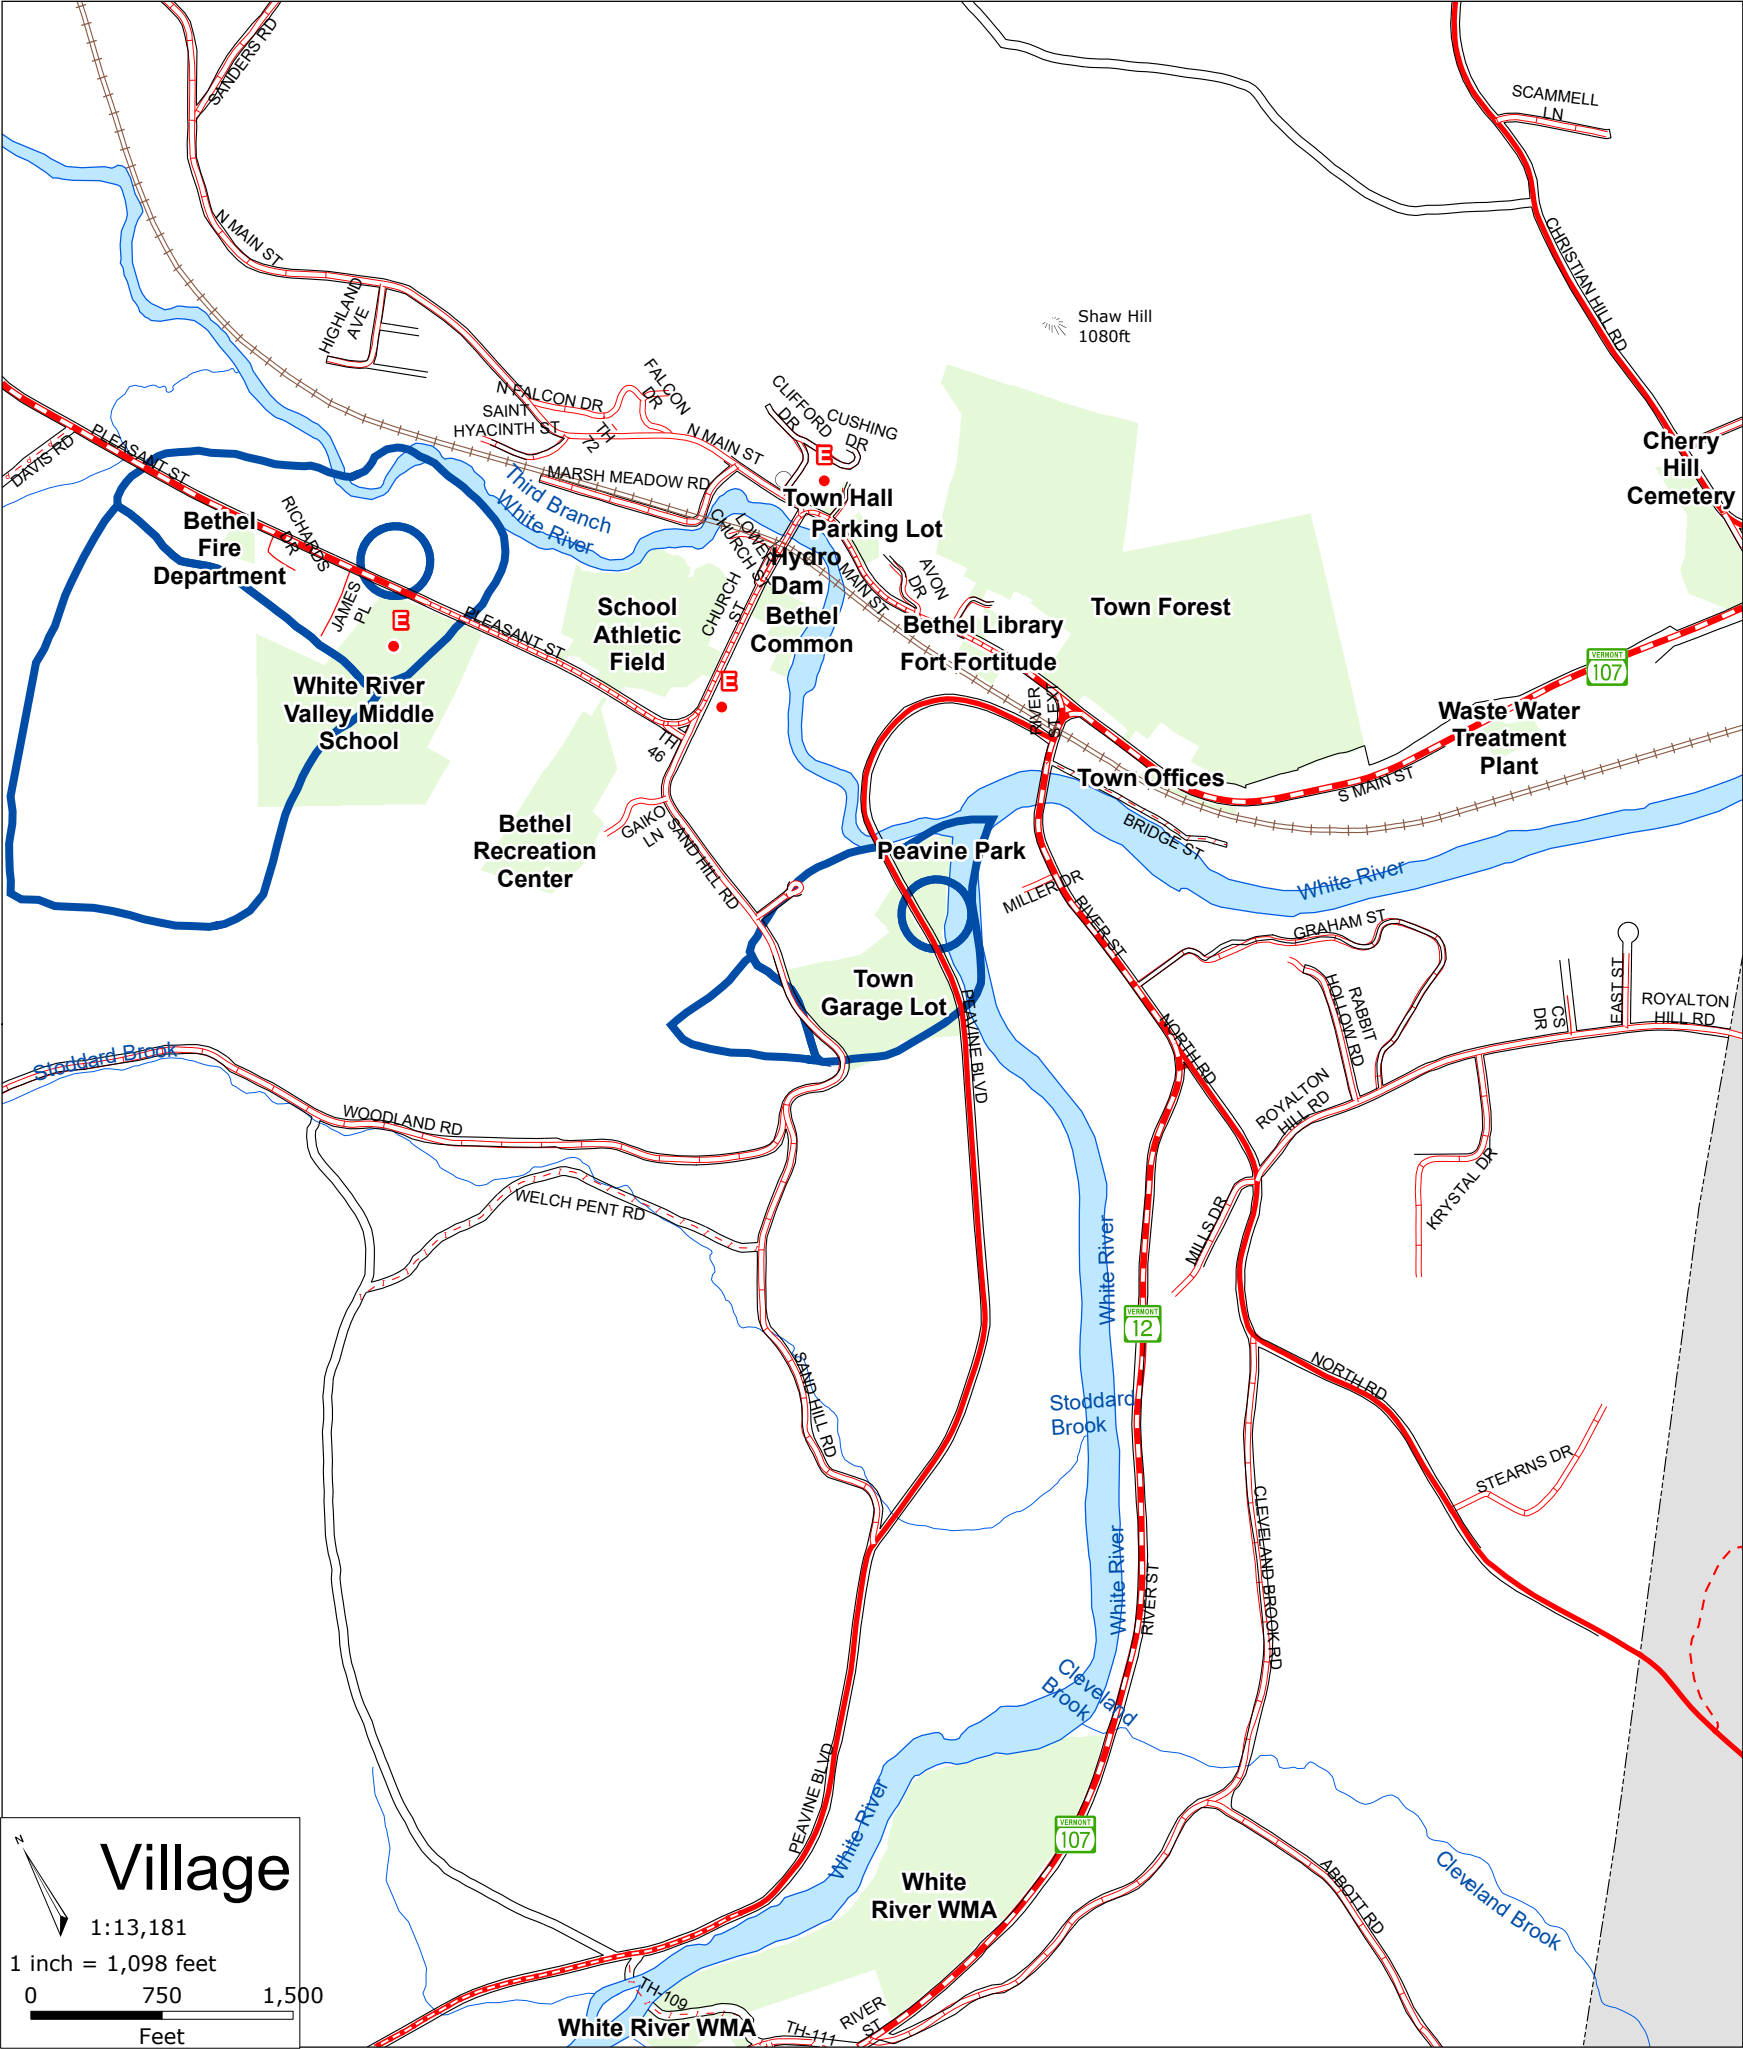 SANDERS RD
SCAMMELL
LN
N MAIN ST
CHRISTIAN HILL RD
HIGHLAND
AVE
Shaw Hill
1080ft
FALCON
DR
N FALCON DR
SAINT
HYACINTH ST
TH
72
N MAIN ST
CLIFFORD
DR
CUSHING
DR
E
DAVIS RD
PLEASANT ST
MARSH MEADOW RD
Third Branch
White River
Town Hall
Parking Lot
Cherry
Hill
Cemetery
Bethel
Fire
Department
RICHARDS
DR
LOWER
CHURCH ST
Hydro
Dam
MAIN ST
AVON
DR
JAMES
PL
E
PLEASANT ST
School
Athletic
Field
CHURCH
ST
Bethel
Common
Bethel Library
Fort Fortitude
Town Forest
VERMONT
107
White River
Valley Middle
School
E
TH
46
RIVER
ST EXT
Waste Water
Treatment
Plant
Town Offices
S MAIN ST
Bethel
Recreation
Center
GAIKO
LN
SAND HILL RD
Peavine Park
BRIDGE ST
MILLER DR
White River
RIVER ST
GRAHAM ST
Town
Garage Lot
PEAVINE BLVD
RABBIT
HOLLOW RD
CS
DR
EAST ST
ROYALTON
HILL RD
NORTH RD
Stoddard Brook
WOODLAND RD
ROYALTON
HILL RD
WELCH PENT RD
MILLS DR
KRYSTAL DR
White River
VERMONT
12
SAND HILL RD
NORTH RD
Stoddard
Brook
STEARNS DR
CLEVELAND BROOK RD
White River
RIVER ST
Cleveland
Brook
PEAVINE BLVD
White River
VERMONT
107
White
River WMA
ABBOTT RD
Cleveland Brook
N
Village
1:13,181
1 inch = 1,098 feet
0 750 1,500
Feet
TH-109
White River WMA
TH-111
RIVER
ST